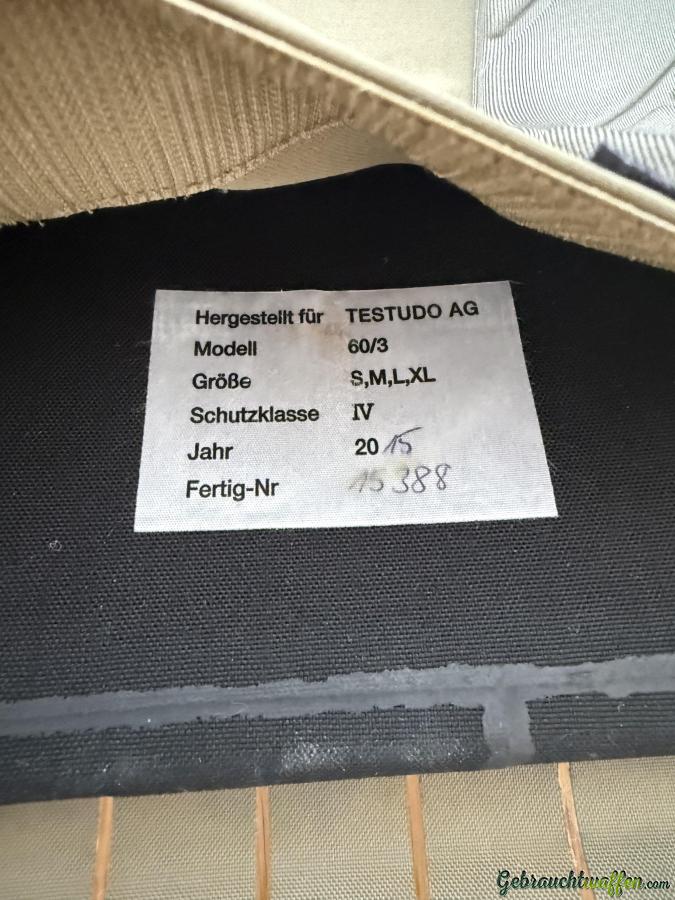 Hergestellt für TESTUDO AG
Modell 60/3
Größe S,M,L,XL
Schutzklasse IV
Jahr 2015
Fertig-Nr 15388
Gebrauchtwaffen.com